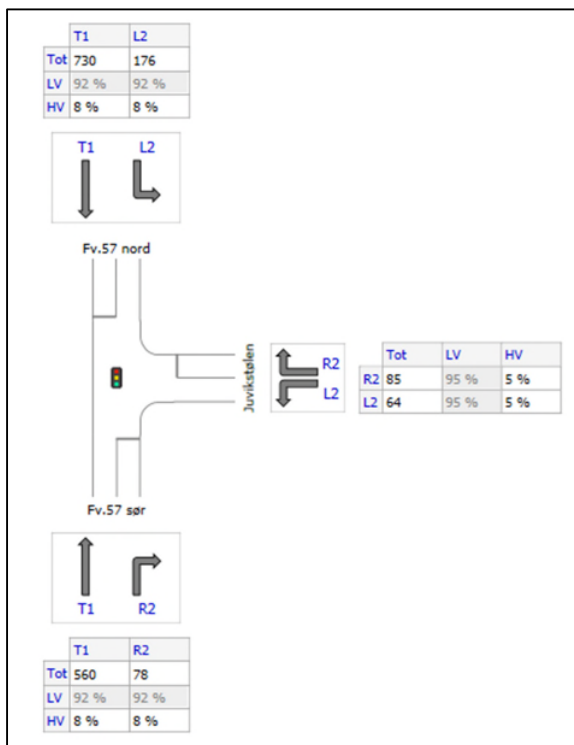 T1 L2
Tot 730 176
LV 92 % 92 %
HV 8 % 8 %
T1 L2
Fv.57 nord
Juvikstølen
R2
L2
Tot LV HV
R2 85 95 % 5 %
L2 64 95 % 5 %
Fv.57 sør
T1 R2
T1 R2
Tot 560 78
LV 92 % 92 %
HV 8 % 8 %